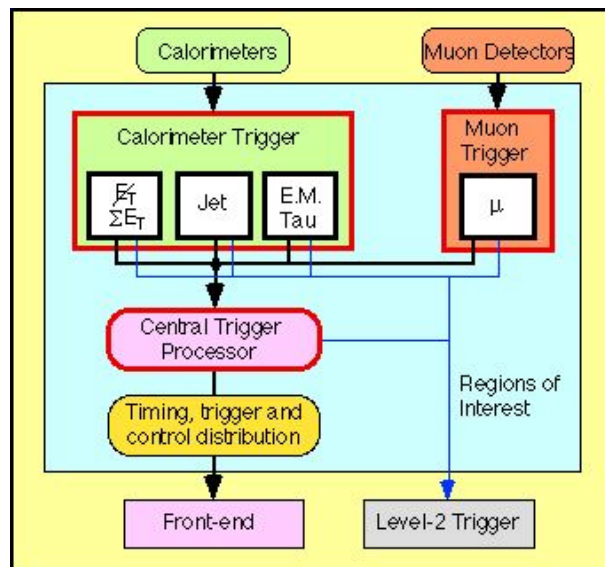 Calorimeters
Muon Detectors
Calorimeter Trigger
Muon
Trigger
E̸T
ΣET
Jet
E.M.
Tau
μ
Central Trigger
Processor
Regions of
Interest
Timing, trigger and
control distribution
Front-end
Level-2 Trigger